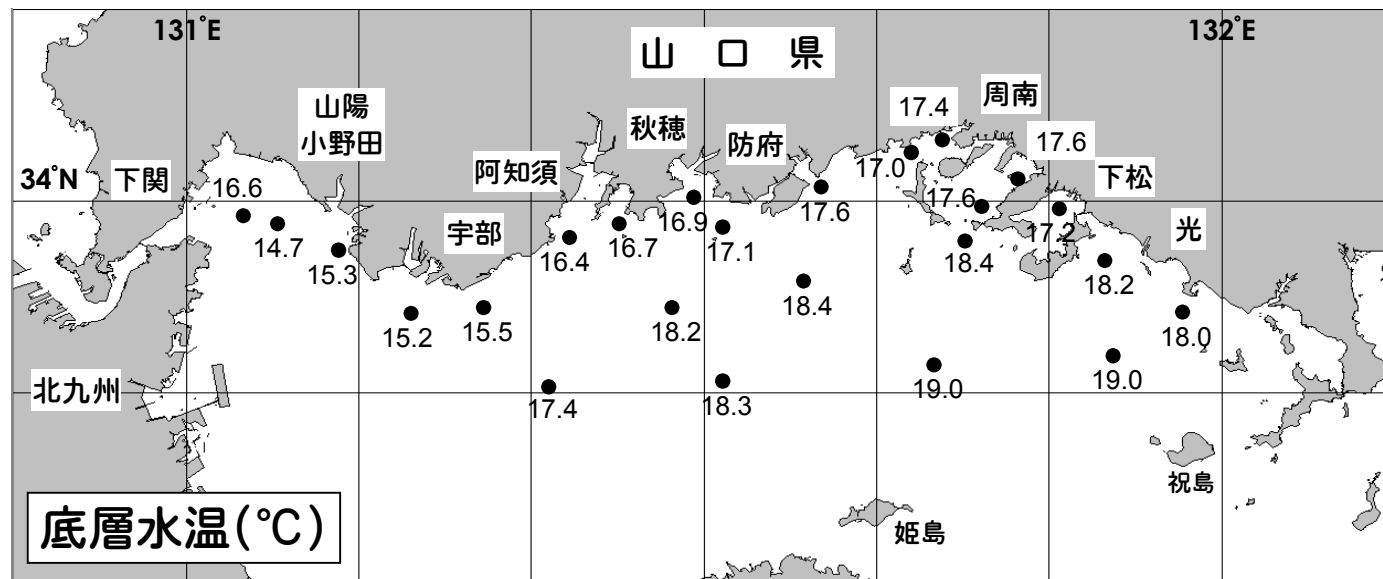 131°E
132°E
山 口 県
17.4
周南
山陽
小野田
秋穂
防府
17.6
17.0
下松
34°N
下関
阿知須
16.6
16.9
17.6
17.6
14.7
宇部
16.7
17.1
17.2
光
15.3
16.4
18.4
18.2
15.2
15.5
18.2
18.4
18.0
北九州
17.4
18.3
19.0
19.0
祝島
姫島
底層水温(℃)